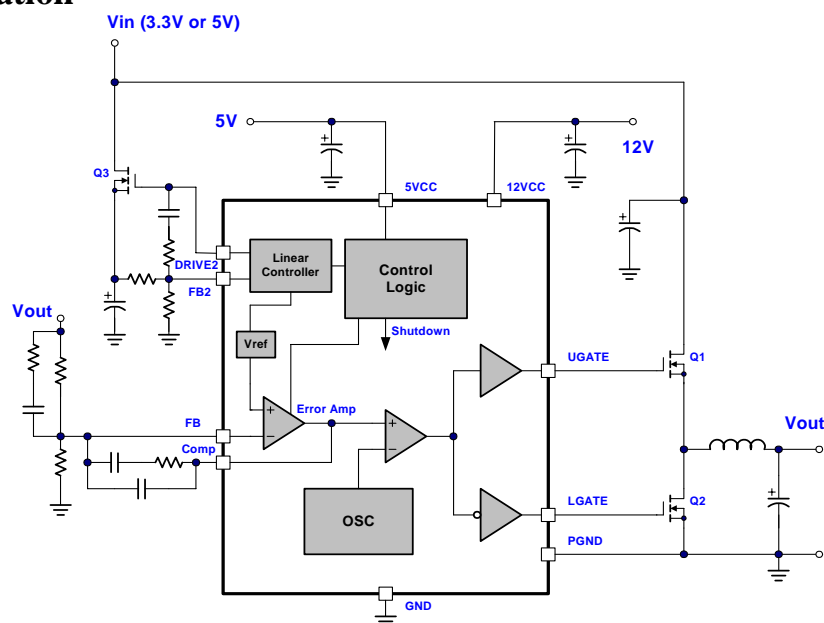 Vin (3.3V or 5V)
5V
12V
Q3
5VCC
12VCC
DRIVE2
FB2
Linear
Controller
Control
Logic
Vout
Shutdown
Vref
UGATE
Q1
+
Error Amp
FB
−
+
−
Vout
Comp
OSC
LGATE
Q2
PGND
GND